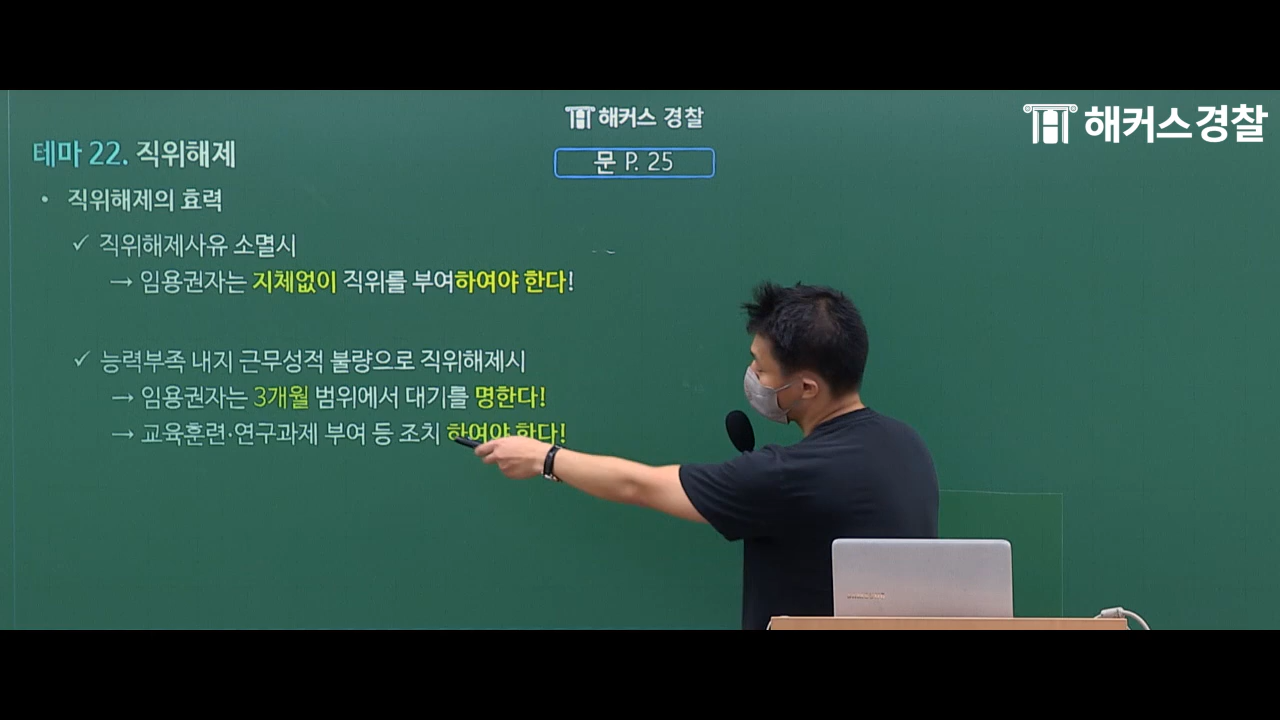 해커스 경찰
해커스경찰
테마 22. 직위해제
문 P. 25
• 직위해제의 효력
✓ 직위해제사유 소멸시
→ 임용권자는 지체없이 직위를 부여하여야 한다!
✓ 능력부족 내지 근무성적 불량으로 직위해제시
→ 임용권자는 3개월 범위에서 대기를 명한다!
→ 교육훈련·연구과제 부여 등 조치 하여야 한다!